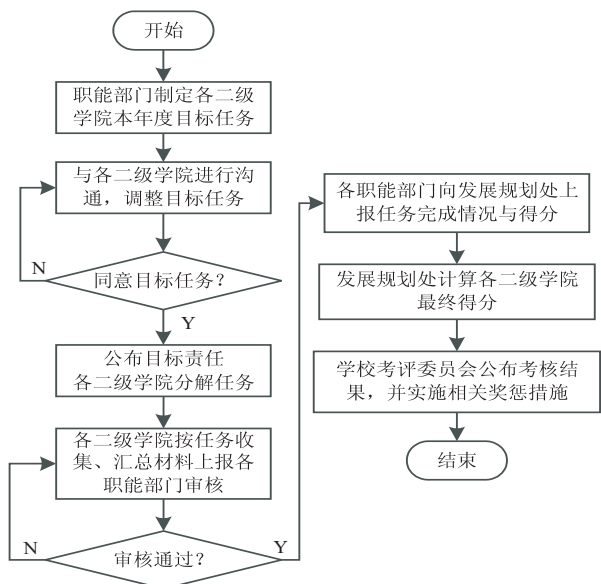 开始
职能部门制定各二级
学院本年度目标任务
与各二级学院进行沟
通，调整目标任务
N
同意目标任务？
Y
公布目标责任
各二级学院分解任务
各二级学院按任务收
集、汇总材料上报各
职能部门审核
N
审核通过？
Y
各职能部门向发展规划处上
报任务完成情况与得分
发展规划处计算各二级学院
最终得分
学校考评委员会公布考核结
果，并实施相关奖惩措施
结束